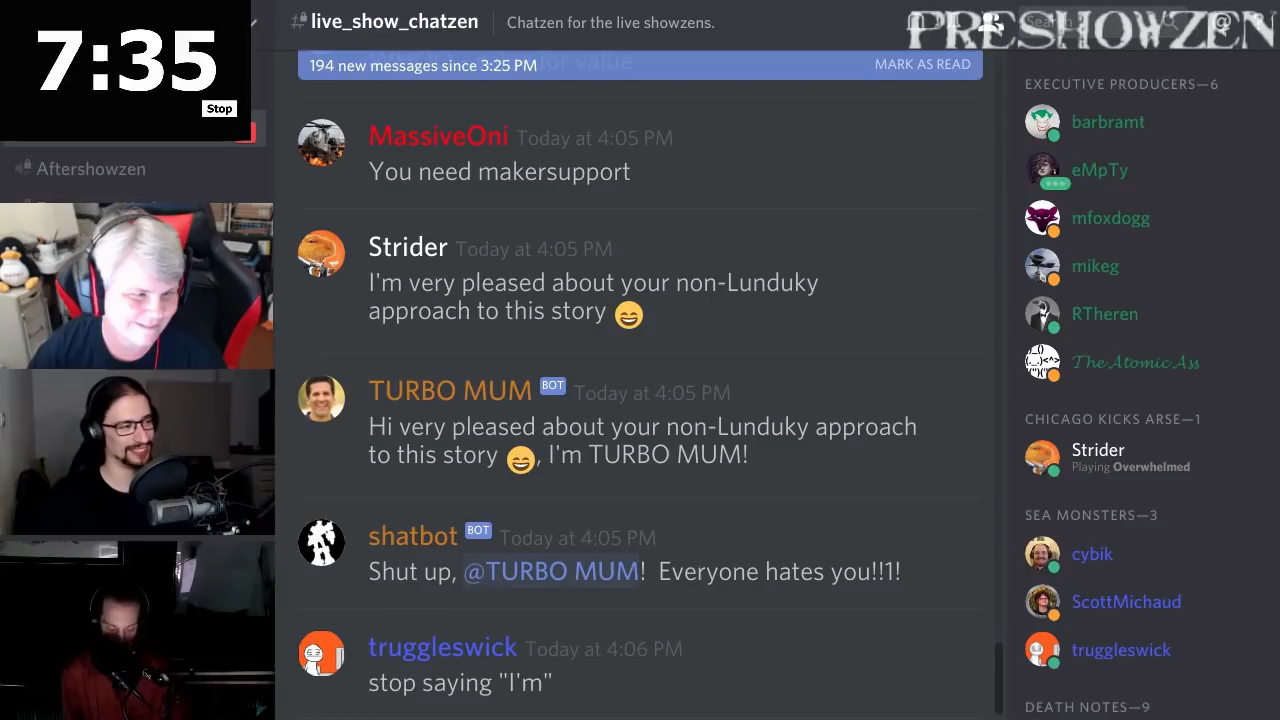 7:35
Stop
Aftershowzen
# live_show_chatzen
Chatzen for the live showzens.
PRESHOWZEN
194 new messages since 3:25 PM
MARK AS READ
MassiveOni Today at 4:05 PM
You need makersupport
Strider Today at 4:05 PM
I'm very pleased about your non-Lunduky
approach to this story 😄
TURBO MUM BOT Today at 4:05 PM
Hi very pleased about your non-Lunduky approach
to this story 😄, I'm TURBO MUM!
shatbot BOT Today at 4:05 PM
Shut up, @TURBO MUM! Everyone hates you!!1!
truggleswick Today at 4:06 PM
stop saying "I'm"
EXECUTIVE PRODUCERS—6
barbramt
eMpTy
mfoxdogg
mikeg
RTheren
𝓣𝓱𝓮 𝓐𝓽𝓸𝓶𝓲𝓬 𝓐𝓼𝓼
CHICAGO KICKS ARSE—1
Strider
Playing Overwhelmed
SEA MONSTERS—3
cybik
ScottMichaud
truggleswick
DEATH NOTES—9